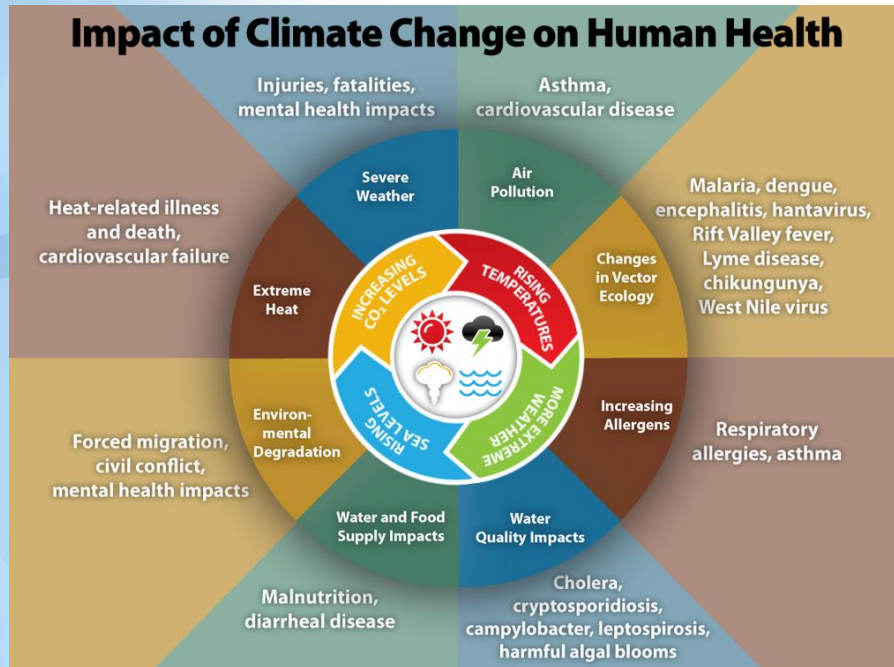 Impact of Climate Change on Human Health
Injuries, fatalities,
mental health impacts
Asthma,
cardiovascular disease
Severe
Weather
Air
Pollution
Heat-related illness
and death,
cardiovascular failure
Malaria, dengue,
encephalitis, hantavirus,
Rift Valley fever,
Lyme disease,
chikungunya,
West Nile virus
Extreme
Heat
Changes
in Vector
Ecology
INCREASING
CO₂ LEVELS
RISING
TEMPERATURES
MORE EXTREME
WEATHER
RISING
SEA LEVELS
Environ-
mental
Degradation
Increasing
Allergens
Forced migration,
civil conflict,
mental health impacts
Respiratory
allergies, asthma
Water and Food
Supply Impacts
Water
Quality Impacts
Malnutrition,
diarrheal disease
Cholera,
cryptosporidiosis,
campylobacter, leptospirosis,
harmful algal blooms